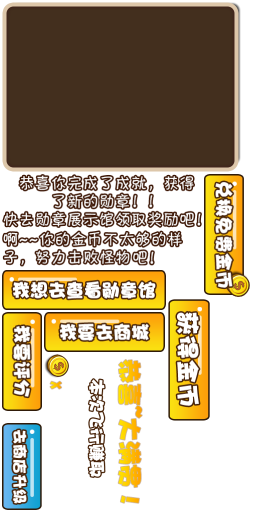 恭喜你完成了成就，获得
了新的勋章！！
快去勋章展示馆领取奖励吧！
啊~~你的金币不太够的样
子，努力击败怪物吧！
兑换免费金币
我想去查看勋章馆
我要去商城
获得金币
我要评价
x
恭喜~大满贯！
本次飞行赚取
去商店升级